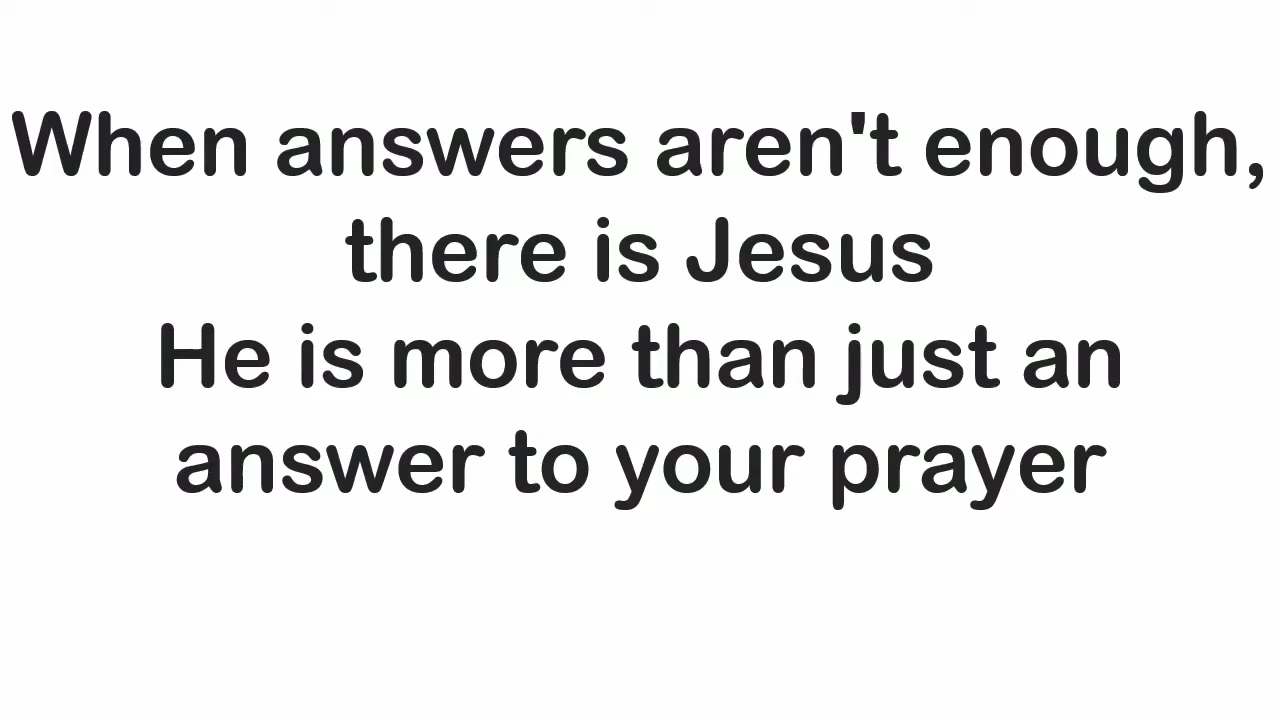 When answers aren't enough,
there is Jesus
He is more than just an
answer to your prayer